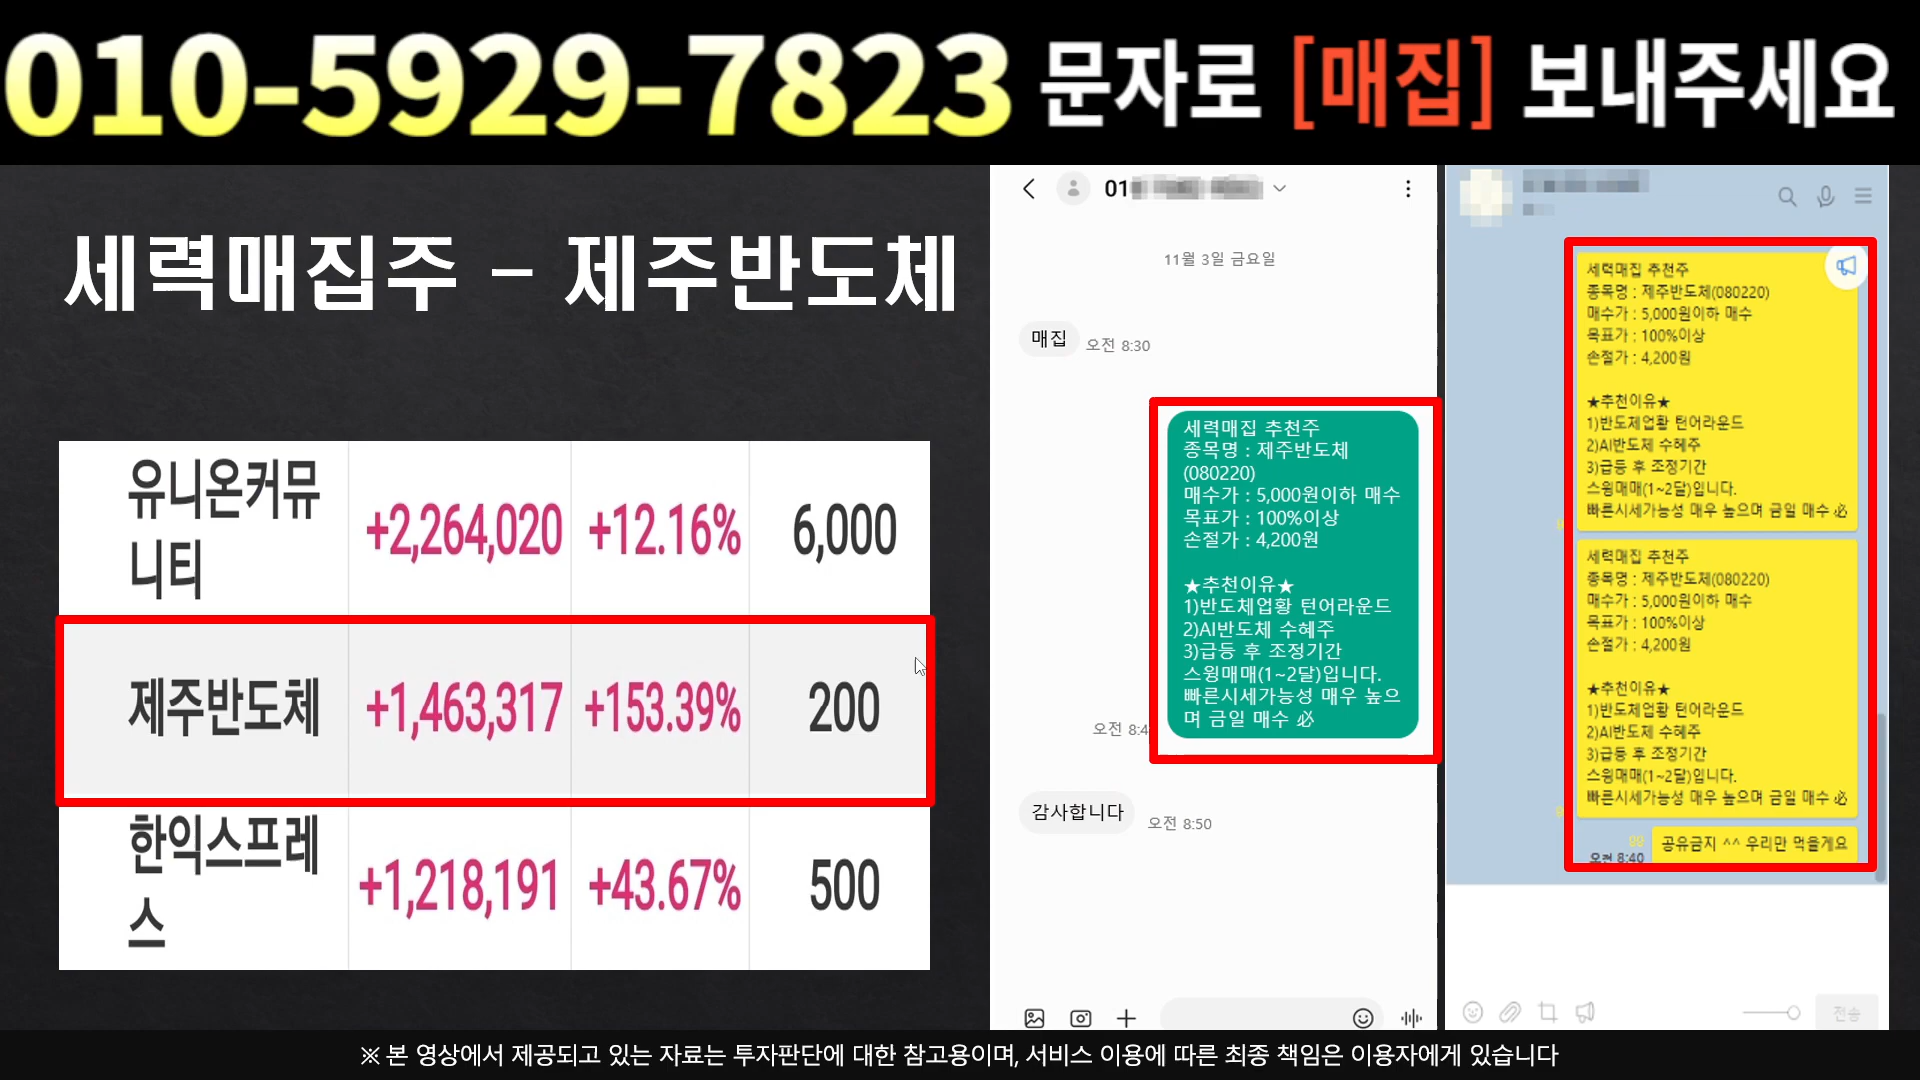 010-5929-7823 문자로 [매집] 보내주세요
세력매집주 - 제주반도체
유니온커뮤
니티
+2,264,020
+12.16%
6,000
제주반도체
+1,463,317
+153.39%
200
한익스프레
스
+1,218,191
+43.67%
500
01
11월 3일 금요일
매집
오전 8:30
세력매집 추천주
종목명 : 제주반도체
(080220)
매수가 : 5,000원이하 매수
목표가 : 100%이상
손절가 : 4,200원
★추천이유★
1)반도체업황 턴어라운드
2)AI반도체 수혜주
3)급등 후 조정기간
스윙매매(1~2달)입니다.
빠른시세가능성 매우 높으
며 금일 매수 必
오전 8:4
감사합니다
오전 8:50
세력매집 추천주
종목명 : 제주반도체(080220)
매수가 : 5,000원이하 매수
목표가 : 100%이상
손절가 : 4,200원
★추천이유★
1)반도체업황 턴어라운드
2)AI반도체 수혜주
3)급등 후 조정기간
스윙매매(1~2달)입니다.
빠른시세가능성 매우 높으며 금일 매수 必
세력매집 추천주
종목명 : 제주반도체(080220)
매수가 : 5,000원이하 매수
목표가 : 100%이상
손절가 : 4,200원
★추천이유★
1)반도체업황 턴어라운드
2)AI반도체 수혜주
3)급등 후 조정기간
스윙매매(1~2달)입니다.
빠른시세가능성 매우 높으며 금일 매수 必
공유금지 ^^ 우리만 먹을게요
오전 8:40
전송
※ 본 영상에서 제공되고 있는 자료는 투자판단에 대한 참고용이며, 서비스 이용에 따른 최종 책임은 이용자에게 있습니다